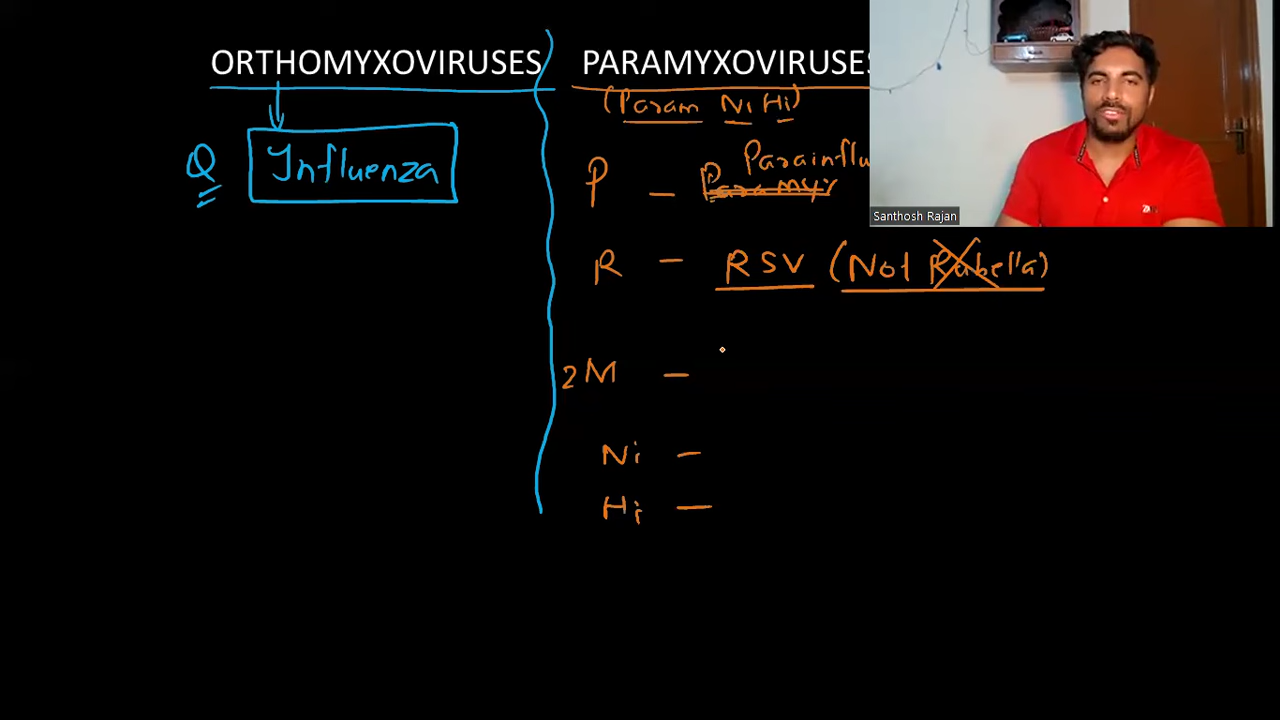 ORTHOMYXOVIRUSES
PARAMYXOVIRUSES
(Param Ni Hi)
Q Influenza
P - Parainflu
R - RSV (Not Rubella)
2M -
Ni -
Hi -
Santhosh Rajan